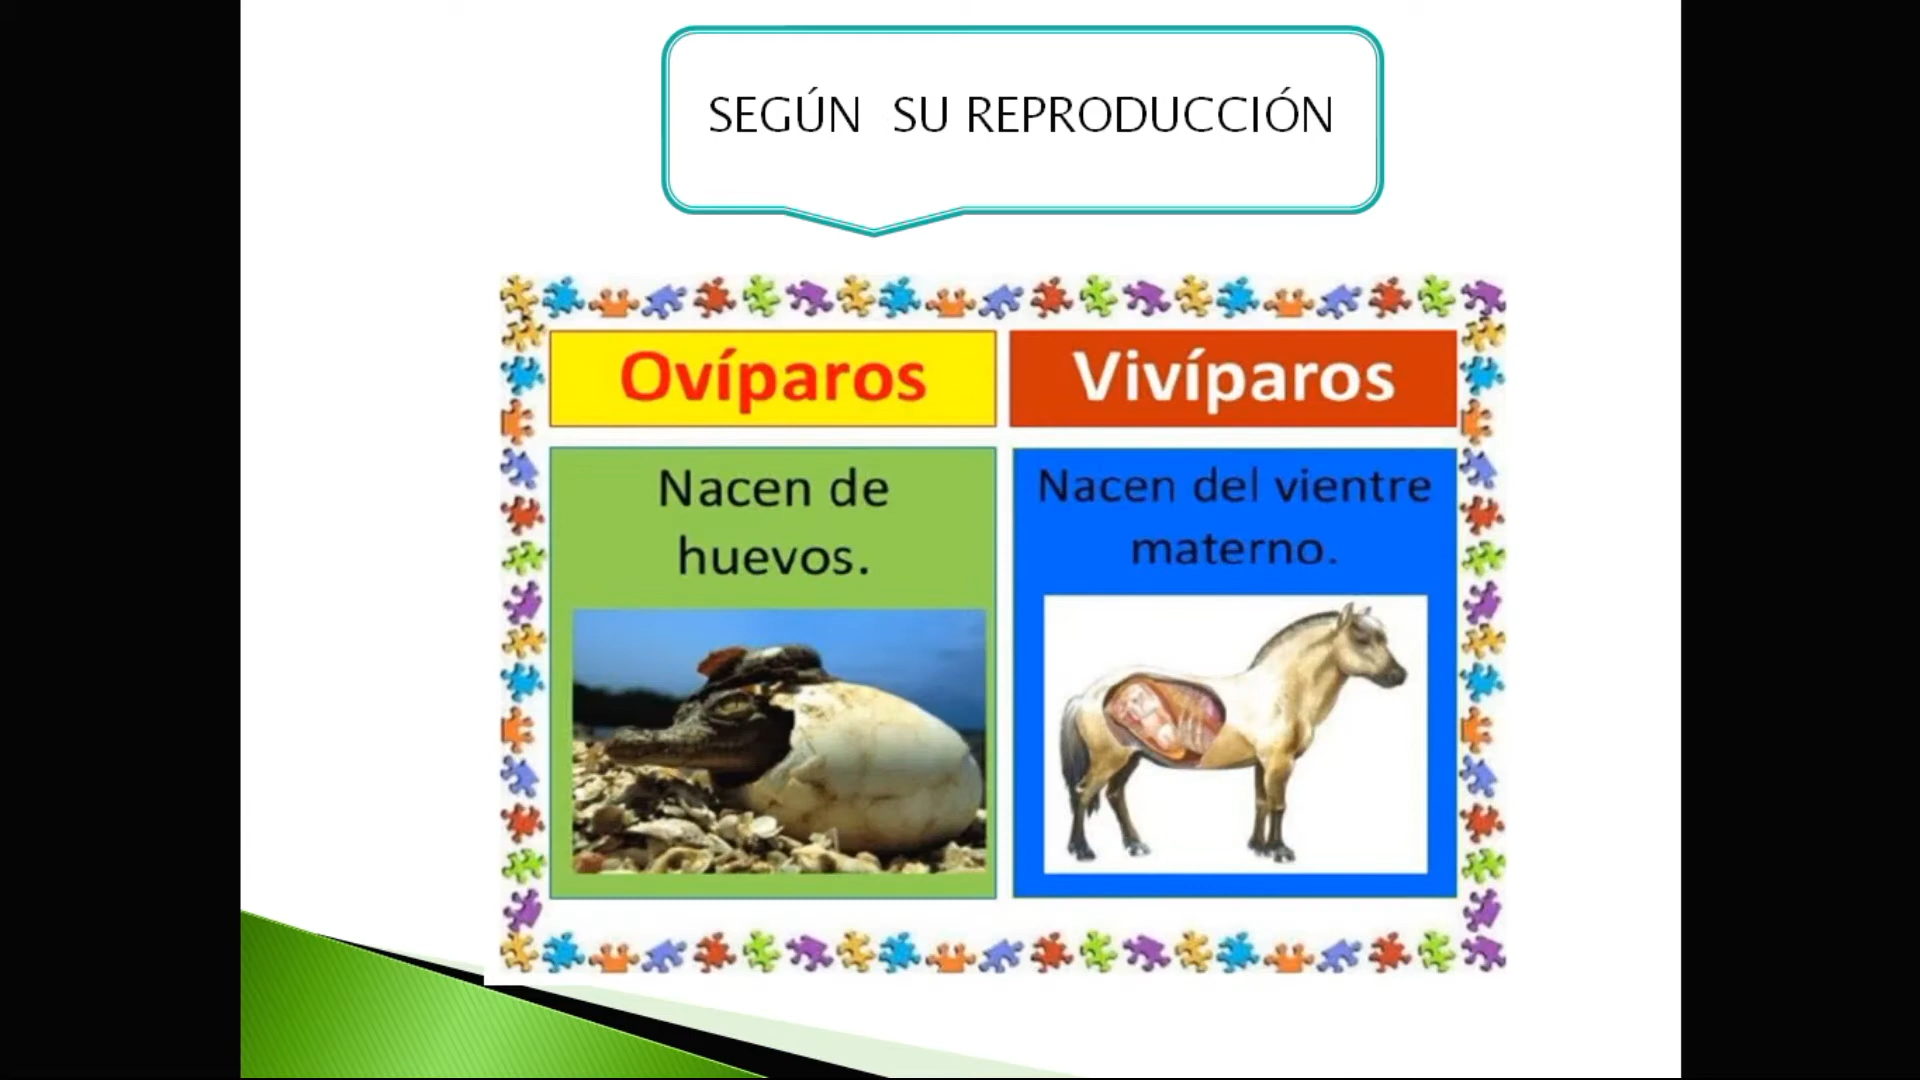 SEGÚN SU REPRODUCCIÓN
Ovíparos
Vivíparos
Nacen de
huevos.
Nacen del vientre
materno.